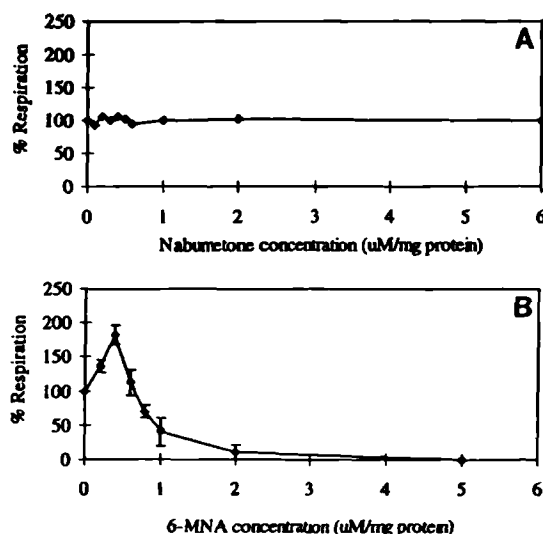 A
250
200
150
100
50
0
% Respiration
0 1 2 3 4 5 6
Nabumetone concentration (uM/mg protein)
B
250
200
150
100
50
0
% Respiration
0 1 2 3 4 5 6
6-MNA concentration (uM/mg protein)